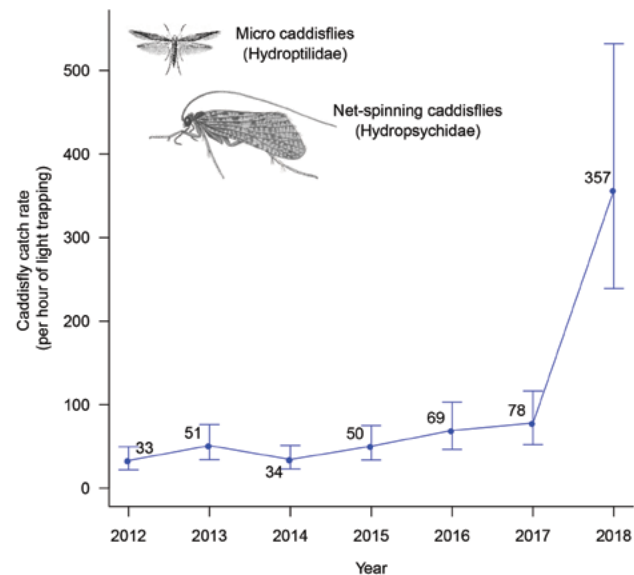 Micro caddisflies
(Hydroptilidae)
Net-spinning caddisflies
(Hydropsychidae)
Caddisfly catch rate
(per hour of light trapping)
500
400
300
200
100
0
33
51
34
50
69
78
357
2012 2013 2014 2015 2016 2017 2018
Year